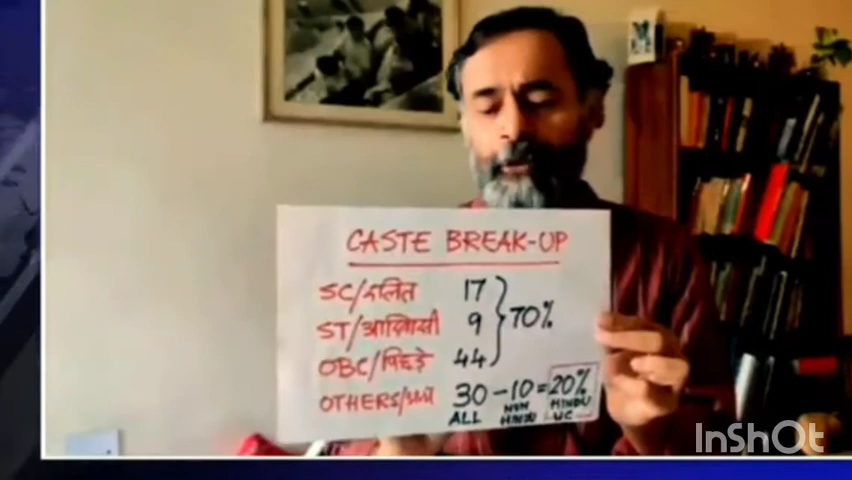 CASTE BREAK-UP
SC/दलित 17
ST/आदिवासी 9 } 70%
OBC/पिछड़े 44
OTHERS/अन्य 30 - 10 = 20%
ALL NON HINDU HINDU UC
InShOt